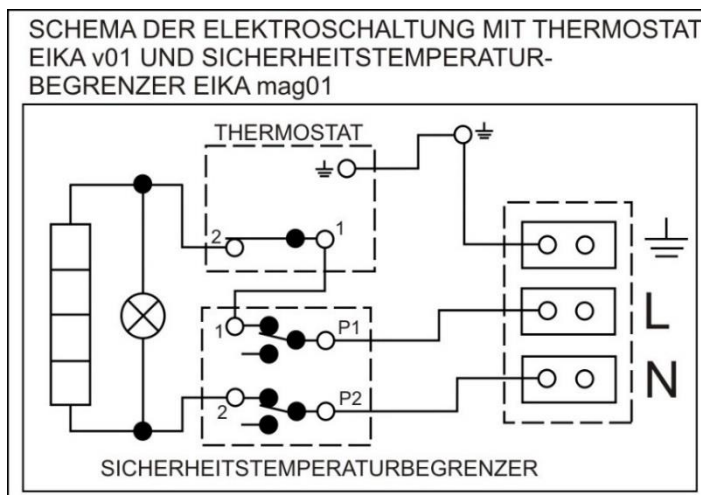 SCHEMA DER ELEKTROSCHALTUNG MIT THERMOSTAT
EIKA v01 UND SICHERHEITSTEMPERATUR-
BEGRENZER EIKA mag01
THERMOSTAT
2
1
1
P1
L
2
P2
N
SICHERHEITSTEMPERATURBEGRENZER